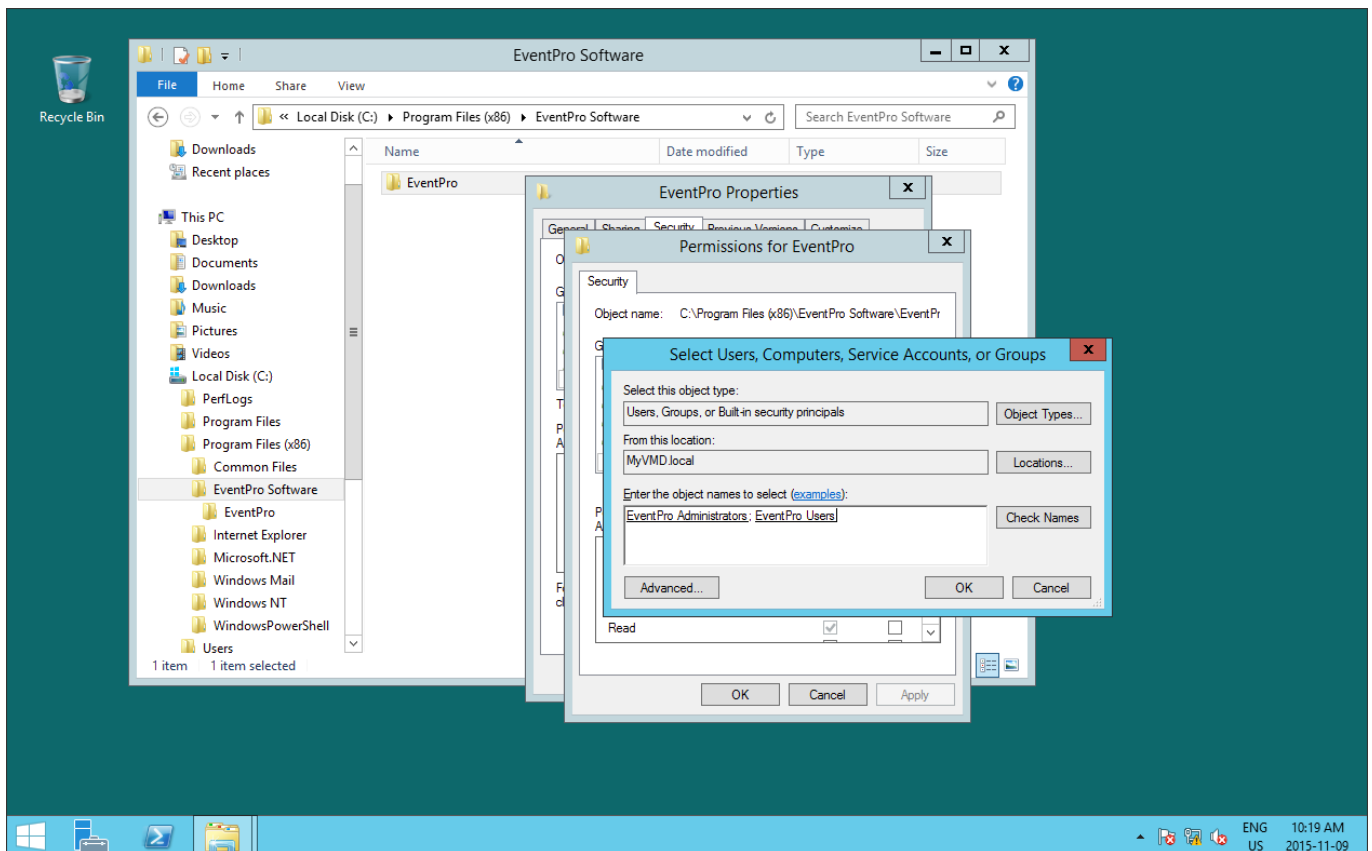 Recycle Bin
EventPro Software
File Home Share View
« Local Disk (C:) Program Files (x86) EventPro Software
Search EventPro Software
Name Date modified Type Size
Downloads
Recent places
This PC
Desktop
Documents
Downloads
Music
Pictures
Videos
Local Disk (C:)
PerfLogs
Program Files
Program Files (x86)
Common Files
EventPro Software
EventPro
Internet Explorer
Microsoft.NET
Windows Mail
Windows NT
WindowsPowerShell
Users
1 item 1 item selected
EventPro
EventPro Properties
General Sharing Security Previous Versions Customize
Permissions for EventPro
Security
Object name: C:\Program Files (x86)\EventPro Software\EventPr
Select Users, Computers, Service Accounts, or Groups
Select this object type:
Users, Groups, or Built-in security principals
Object Types...
From this location:
MyVMD.local
Locations...
Enter the object names to select (examples):
EventPro Administrators; EventPro Users
Check Names
Advanced...
OK Cancel
Read
OK Cancel Apply
ENG 10:19 AM
US 2015-11-09